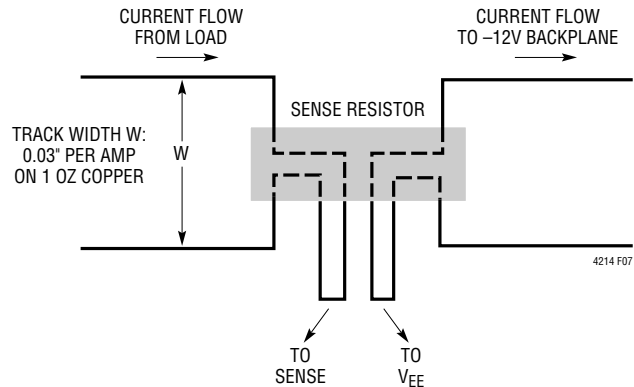 CURRENT FLOW
FROM LOAD
CURRENT FLOW
TO –12V BACKPLANE
SENSE RESISTOR
TRACK WIDTH W:
0.03" PER AMP
ON 1 OZ COPPER
W
4214 F07
TO
SENSE
TO
VEE